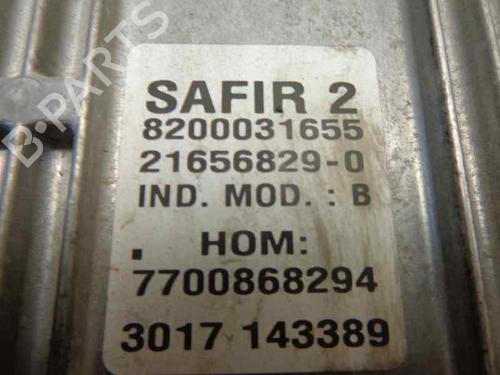 B-PARTS
SAFIR 2
8200031655
21656829-0
IND. MOD. : B
. HOM:
7700868294
3017 143389